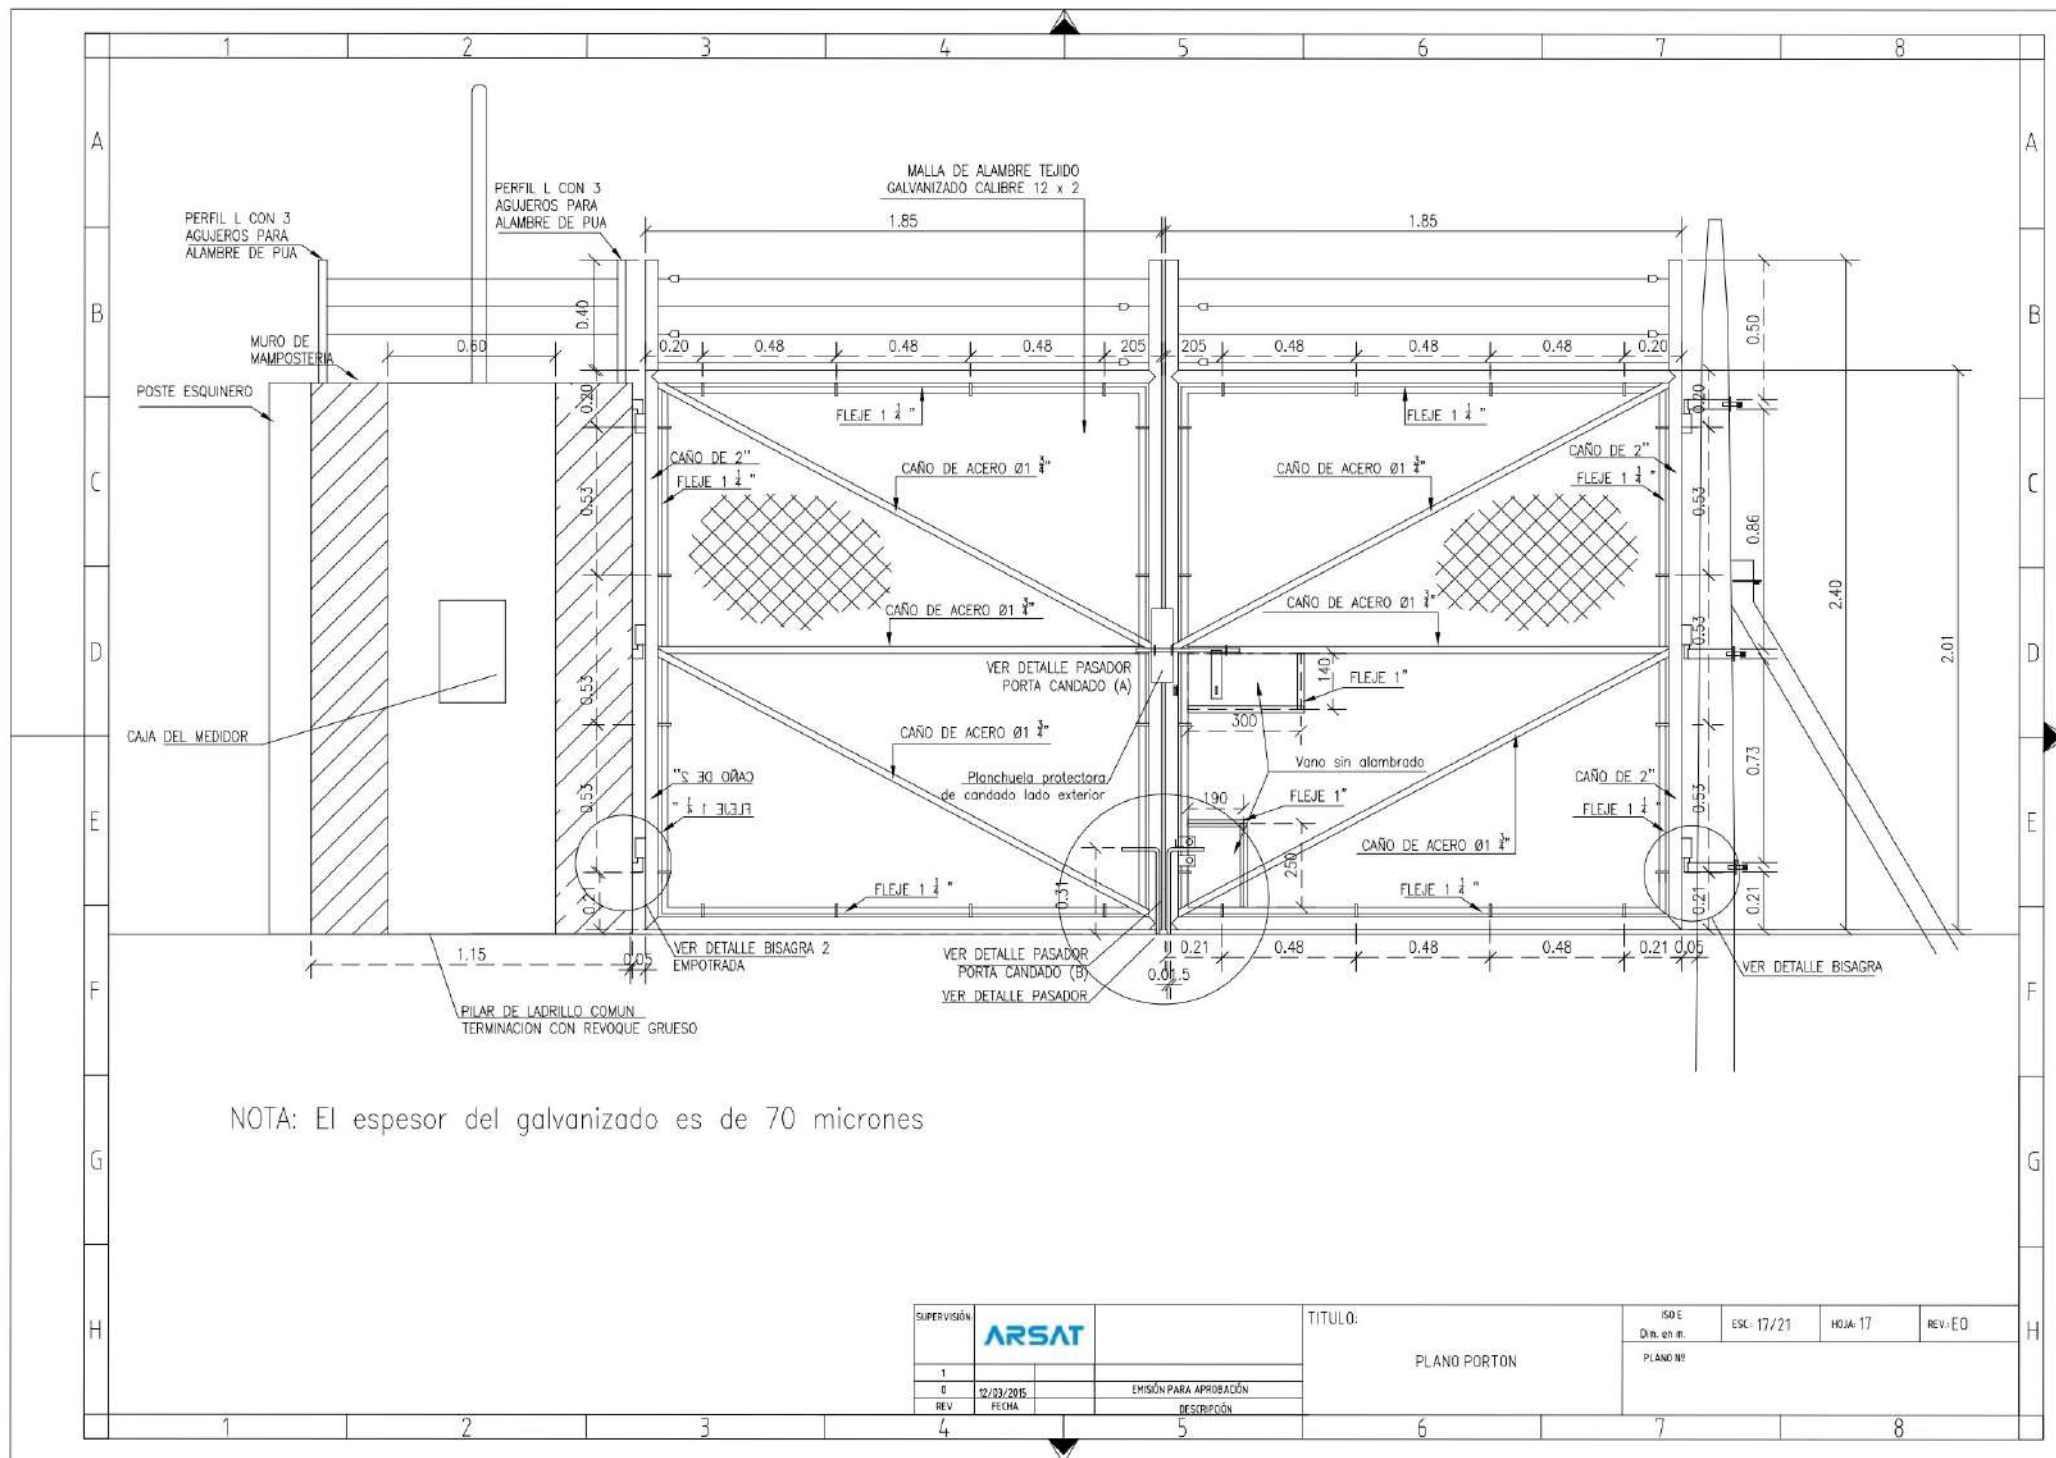 1 2 3 4 5 6 7 8
A A
B B
C C
D D
E E
F F
G G
H H
MALLA DE ALAMBRE TEJIDO
GALVANIZADO CALIBRE 12 x 2
PERFIL L CON 3
AGUJEROS PARA
ALAMBRE DE PUA
PERFIL L CON 3
AGUJEROS PARA
ALAMBRE DE PUA
1.85 1.85
0.40
0.50
MURO DE
MAMPOSTERIA
0.60
0.20 0.48 0.48 0.48 205 205 0.48 0.48 0.48 0.20
POSTE ESQUINERO
0.20
0.20
FLEJE 1 1/4 "
FLEJE 1 1/4 "
CAÑO DE 2"
FLEJE 1 1/4 "
CAÑO DE ACERO Ø1 3/4"
CAÑO DE ACERO Ø1 3/4"
CAÑO DE 2"
FLEJE 1 1/4 "
0.53
0.53
0.86
2.40
CAÑO DE ACERO Ø1 3/4"
CAÑO DE ACERO Ø1 3/4"
0.53
2.01
VER DETALLE PASADOR
PORTA CANDADO (A)
140
FLEJE 1"
0.53
300
CAJA DEL MEDIDOR
CAÑO DE ACERO Ø1 3/4"
Vano sin alambrado
0.73
CAÑO DE 2"
FLEJE 1 1/4 "
Planchuela protectora
de candado lado exterior
190
FLEJE 1"
CAÑO DE 2"
FLEJE 1 1/4 "
0.53
0.53
CAÑO DE ACERO Ø1 3/4"
250
0.31
FLEJE 1 1/4 "
FLEJE 1 1/4 "
0.21
0.21
0.21
1.15
0.05
VER DETALLE BISAGRA 2
EMPOTRADA
VER DETALLE PASADOR
PORTA CANDADO (B)
VER DETALLE PASADOR
0.01.5
0.21 0.48 0.48 0.48 0.21 0.05
VER DETALLE BISAGRA
PILAR DE LADRILLO COMUN
TERMINACION CON REVOQUE GRUESO
NOTA: El espesor del galvanizado es de 70 micrones
SUPERVISIÓN:
ARSAT
TITULO:
PLANO PORTON
ISO E
Dim. en m.
ESC: 17/21
HOJA: 17
REV.: E0
PLANO Nº
1
0 12/03/2015 EMISIÓN PARA APROBACIÓN
REV FECHA DESCRIPCIÓN
1 2 3 4 5 6 7 8